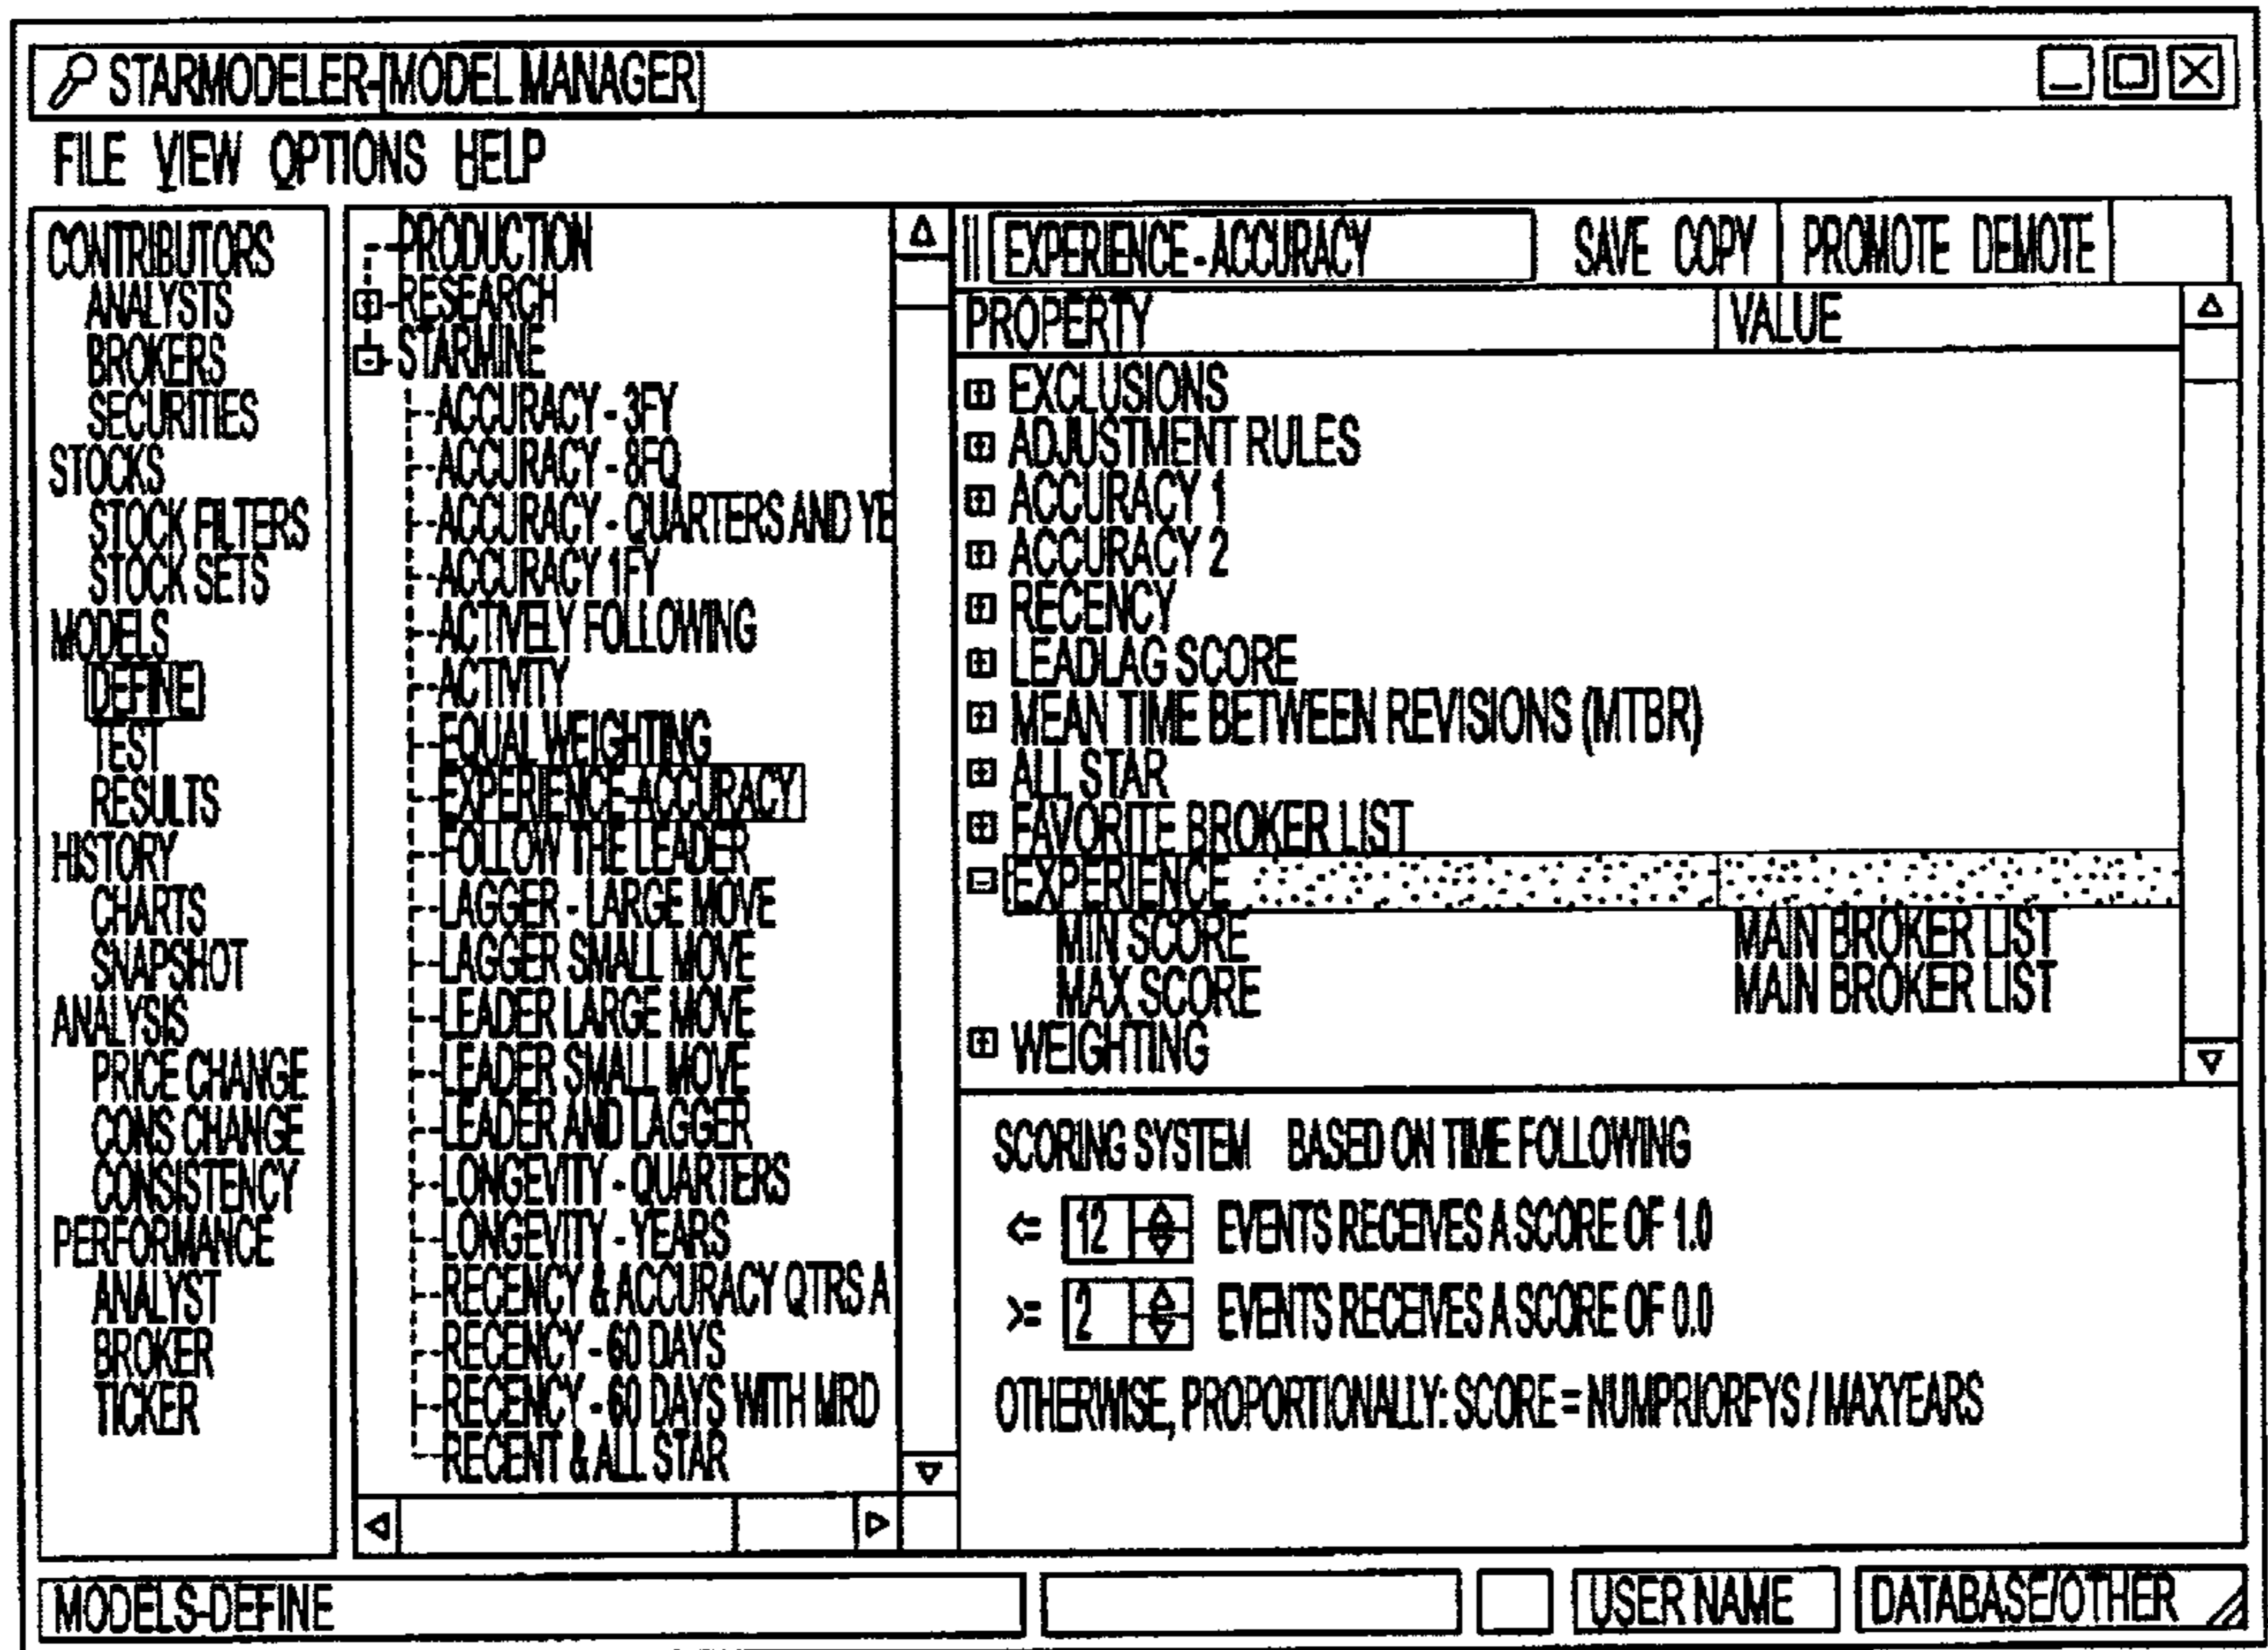 STARMODELER-[MODEL MANAGER]
FILE VIEW OPTIONS HELP
CONTRIBUTORS
ANALYSTS
BROKERS
SECURITIES
STOCKS
STOCK FILTERS
STOCK SETS
MODELS
DEFINE
TEST
RESULTS
HISTORY
CHARTS
SNAPSHOT
ANALYSIS
PRICE CHANGE
CONS CHANGE
CONSISTENCY
PERFORMANCE
ANALYST
BROKER
TICKER
PRODUCTION
RESEARCH
STARMINE
ACCURACY - 3FY
ACCURACY - 8FQ
ACCURACY - QUARTERS AND YE
ACCURACY 1FY
ACTIVELY FOLLOWING
ACTIVITY
EQUAL WEIGHTING
EXPERIENCE-ACCURACY
FOLLOW THE LEADER
LAGGER - LARGE MOVE
LAGGER SMALL MOVE
LEADER LARGE MOVE
LEADER SMALL MOVE
LEADER AND LAGGER
LONGEVITY - QUARTERS
LONGEVITY - YEARS
RECENCY & ACCURACY QTRS A
RECENCY - 60 DAYS
RECENCY - 60 DAYS WITH MRD
RECENT & ALL STAR
EXPERIENCE - ACCURACY SAVE COPY PROMOTE DEMOTE
PROPERTY VALUE
EXCLUSIONS
ADJUSTMENT RULES
ACCURACY 1
ACCURACY 2
RECENCY
LEADLAG SCORE
MEAN TIME BETWEEN REVISIONS (MTBR)
ALL STAR
FAVORITE BROKER LIST
EXPERIENCE
MIN SCORE MAIN BROKER LIST
MAX SCORE MAIN BROKER LIST
WEIGHTING
SCORING SYSTEM BASED ON TIME FOLLOWING
<= 12 EVENTS RECEIVES A SCORE OF 1.0
>= 2 EVENTS RECEIVES A SCORE OF 0.0
OTHERWISE, PROPORTIONALLY: SCORE = NUMPRIORFYS / MAXYEARS
MODELS-DEFINE USER NAME DATABASE/OTHER